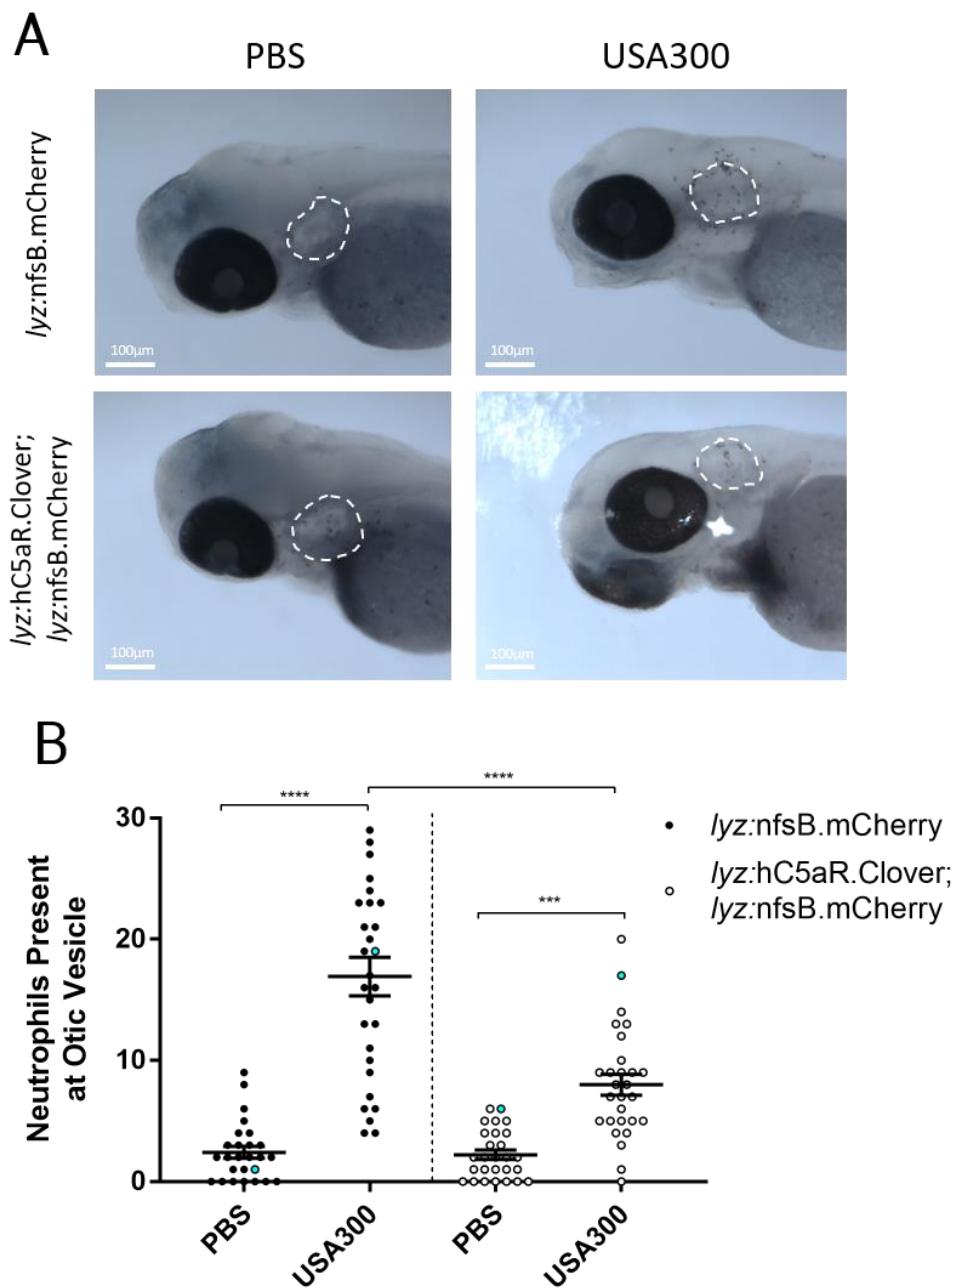 A
PBS
USA300
lyz:nfsB.mCherry
100µm
100µm
lyz:hC5aR.Clover;
lyz:nfsB.mCherry
100µm
100µm
B
****
****
***
Neutrophils Present
at Otic Vesicle
30
20
10
0
PBS
USA300
PBS
USA300
lyz:nfsB.mCherry
lyz:hC5aR.Clover;
lyz:nfsB.mCherry